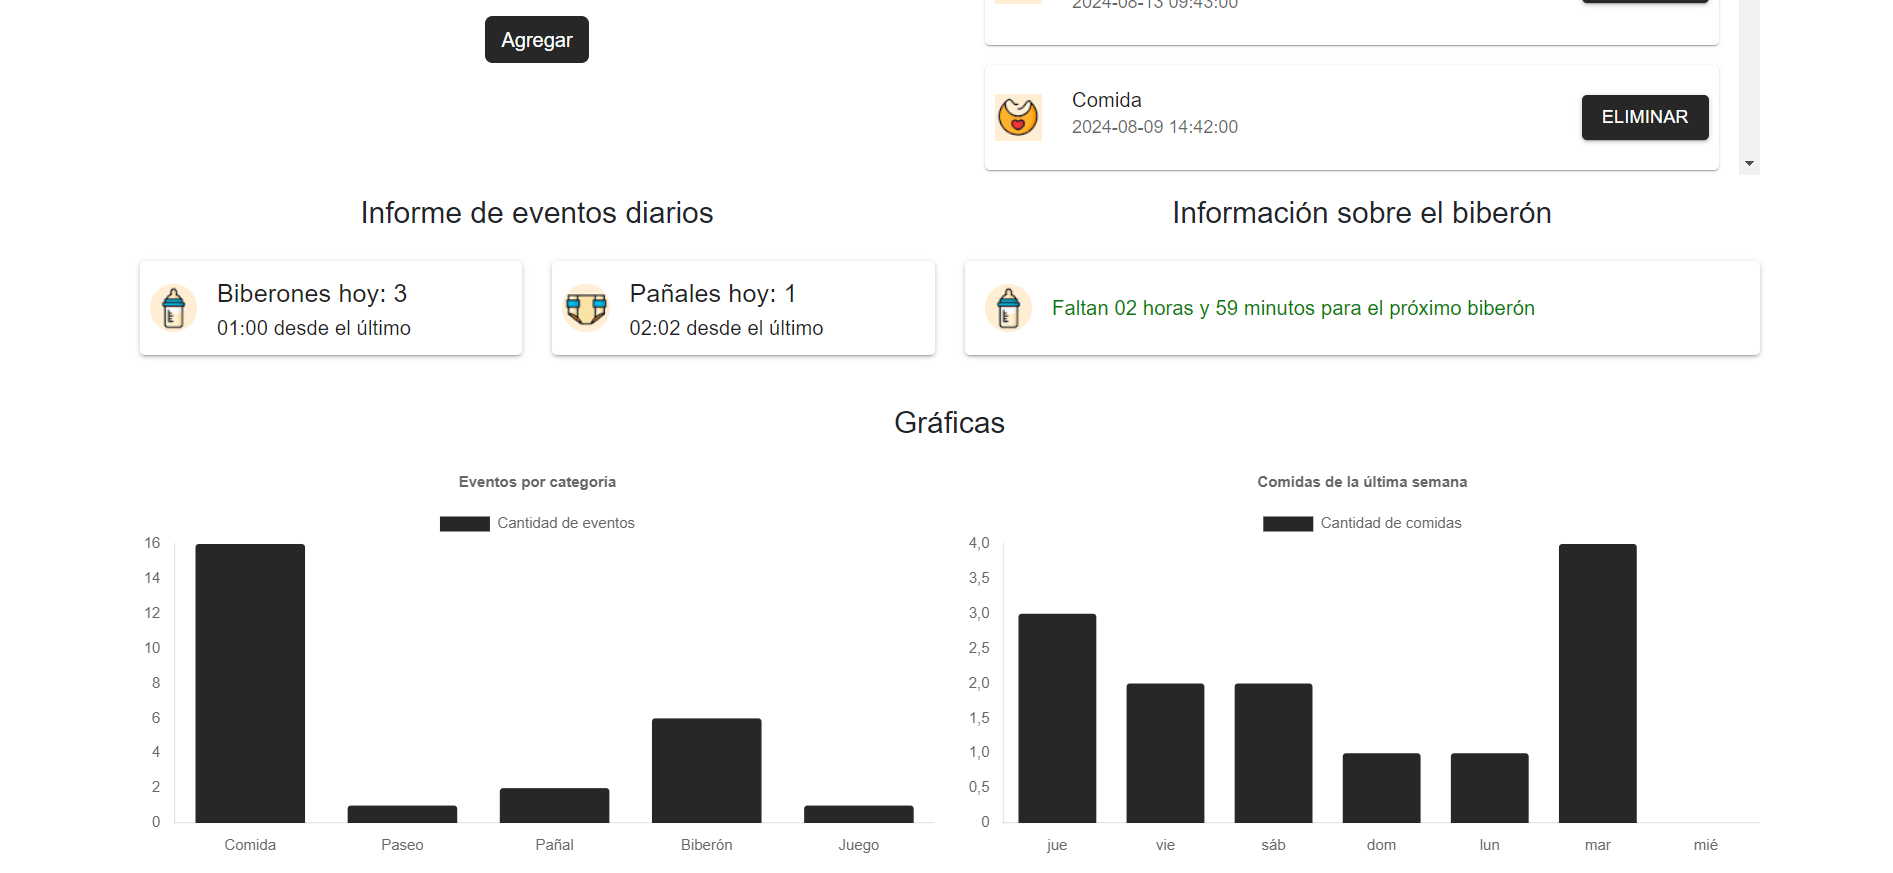 Agregar
2024-08-13 09:43:00
Comida
2024-08-09 14:42:00
ELIMINAR
Informe de eventos diarios
Información sobre el biberón
Biberones hoy: 3
01:00 desde el último
Pañales hoy: 1
02:02 desde el último
Faltan 02 horas y 59 minutos para el próximo biberón
Gráficas
Eventos por categoría
Cantidad de eventos
16
14
12
10
8
6
4
2
0
Comida Paseo Pañal Biberón Juego
Comidas de la última semana
Cantidad de comidas
4,0
3,5
3,0
2,5
2,0
1,5
1,0
0,5
0
jue vie sáb dom lun mar mié